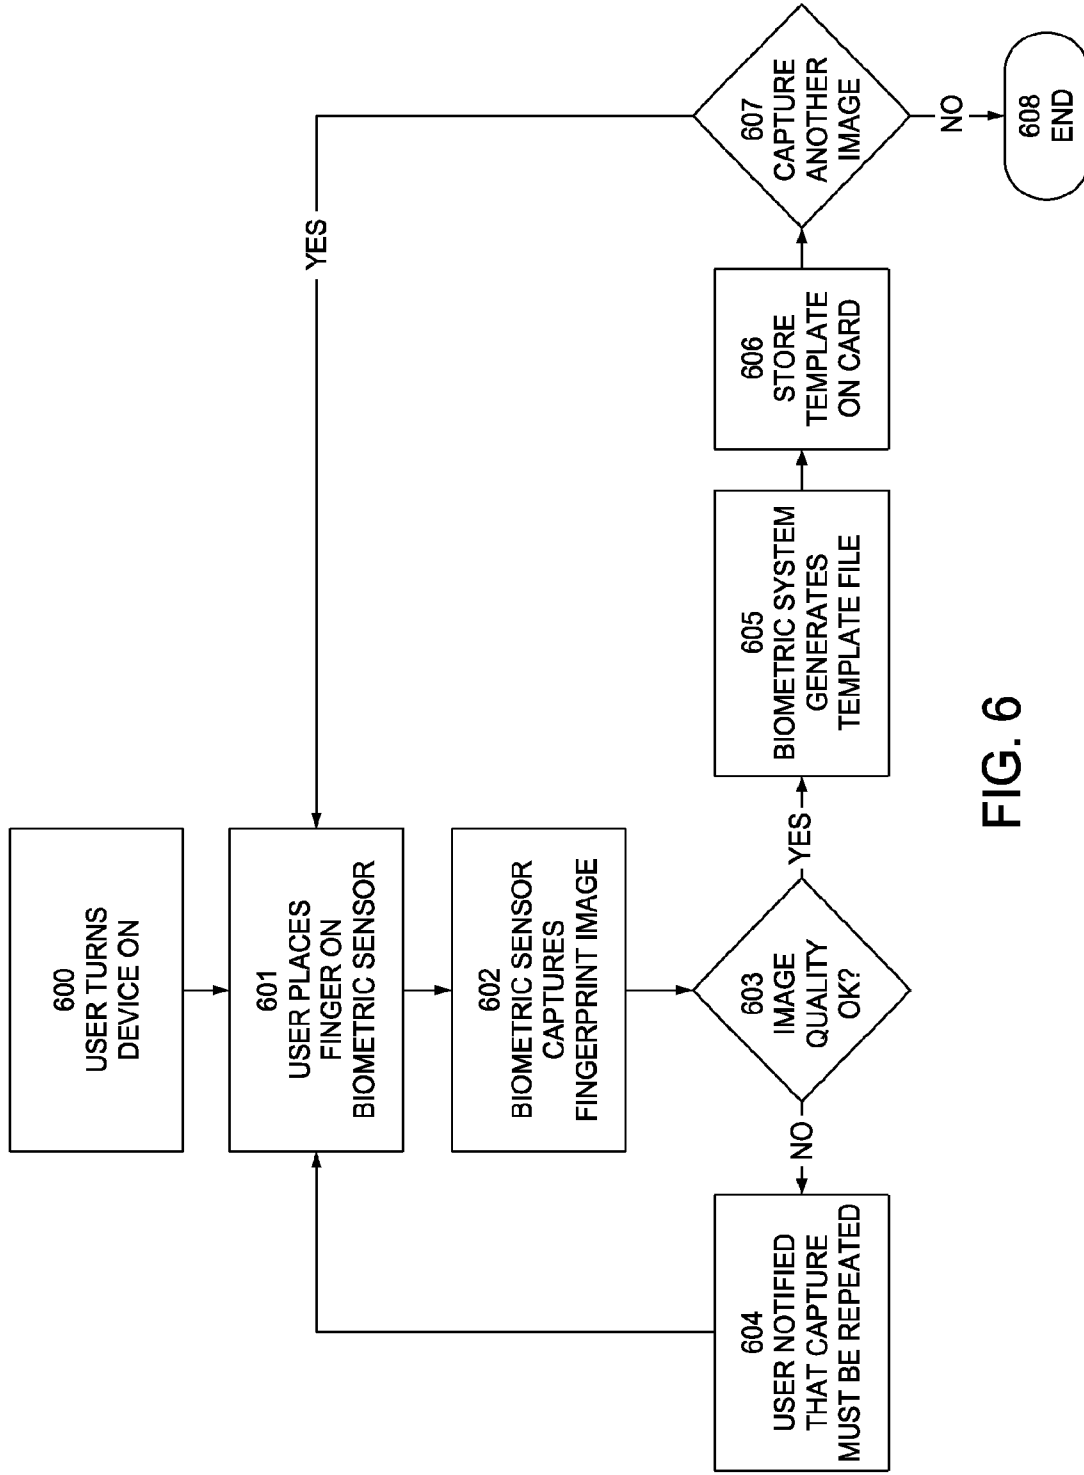 600
USER TURNS
DEVICE ON
601
USER PLACES
FINGER ON
BIOMETRIC SENSOR
602
BIOMETRIC SENSOR
CAPTURES
FINGERPRINT IMAGE
603
IMAGE
QUALITY
OK?
NO
604
USER NOTIFIED
THAT CAPTURE
MUST BE REPEATED
YES
605
BIOMETRIC SYSTEM
GENERATES
TEMPLATE FILE
606
STORE
TEMPLATE
ON CARD
607
CAPTURE
ANOTHER
IMAGE
YES
NO
608
END
FIG. 6